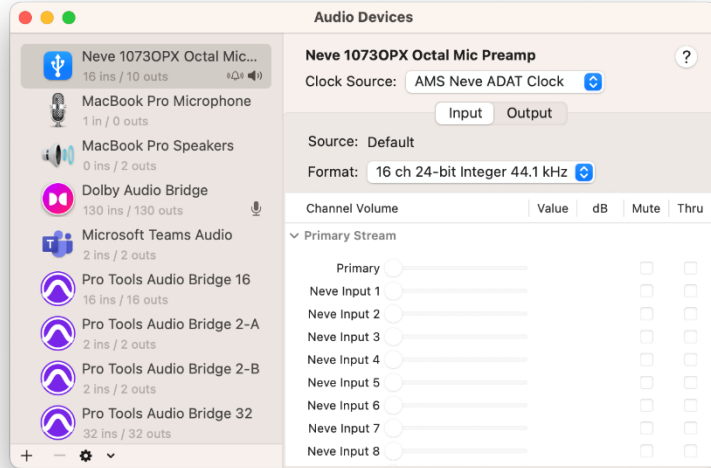 Audio Devices
Neve 1073OPX Octal Mic...
16 ins / 10 outs
MacBook Pro Microphone
1 in / 0 outs
MacBook Pro Speakers
0 ins / 2 outs
Dolby Audio Bridge
130 ins / 130 outs
Microsoft Teams Audio
2 ins / 2 outs
Pro Tools Audio Bridge 16
16 ins / 16 outs
Pro Tools Audio Bridge 2-A
2 ins / 2 outs
Pro Tools Audio Bridge 2-B
2 ins / 2 outs
Pro Tools Audio Bridge 32
32 ins / 32 outs
Neve 1073OPX Octal Mic Preamp
?
Clock Source: AMS Neve ADAT Clock
Input Output
Source: Default
Format: 16 ch 24-bit Integer 44.1 kHz
Channel Volume Value dB Mute Thru
Primary Stream
Primary
Neve Input 1
Neve Input 2
Neve Input 3
Neve Input 4
Neve Input 5
Neve Input 6
Neve Input 7
Neve Input 8